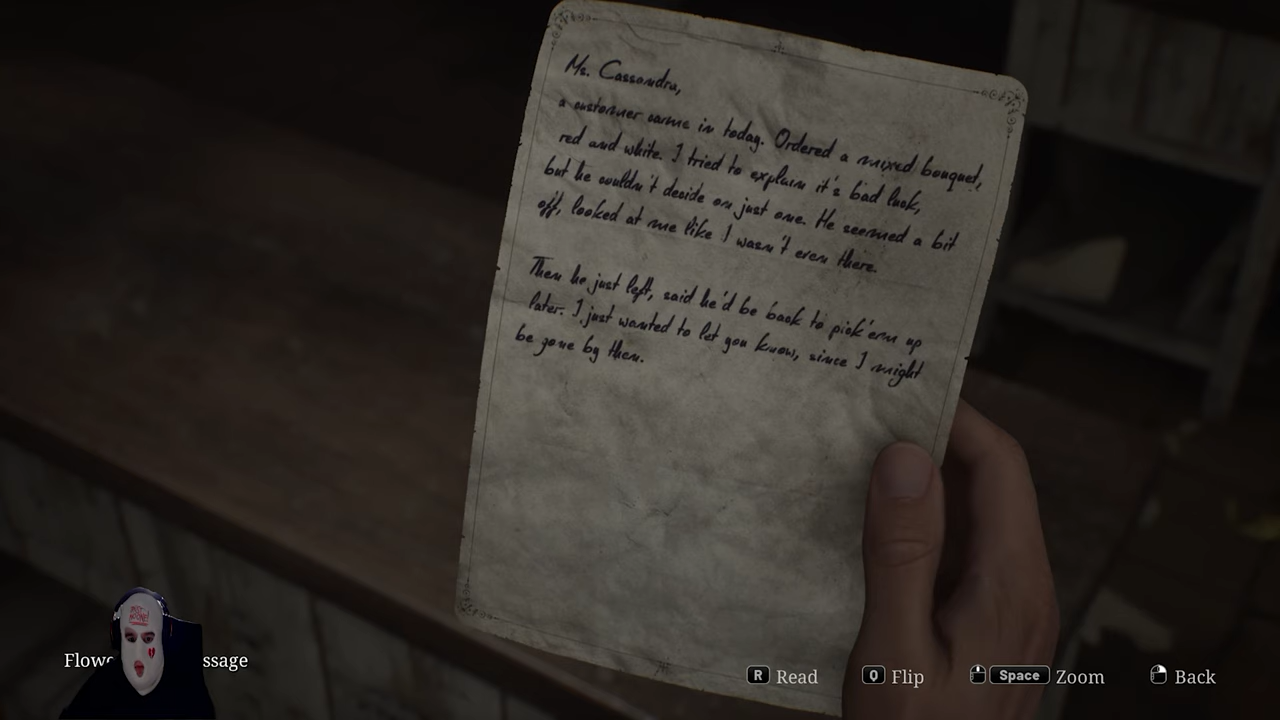 Ms. Cassandra,
a customer came in today. Ordered a mixed bouquet,
red and white. I tried to explain it's bad luck,
but he couldn't decide on just one. He seemed a bit
off, looked at me like I wasn't even there.
Then he just left, said he'd be back to pick'em up
later. I just wanted to let you know, since I might
be gone by then.
R Read
Q Flip
Space Zoom
Back